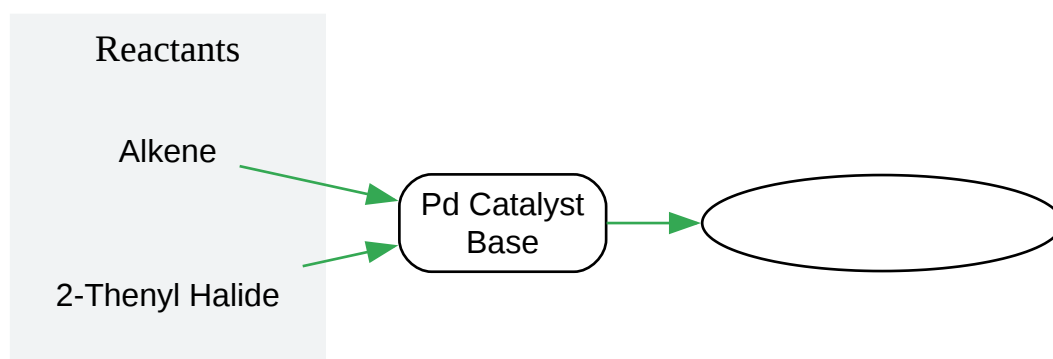 Reactants
Alkene
Pd Catalyst
Base
2-Thenyl Halide